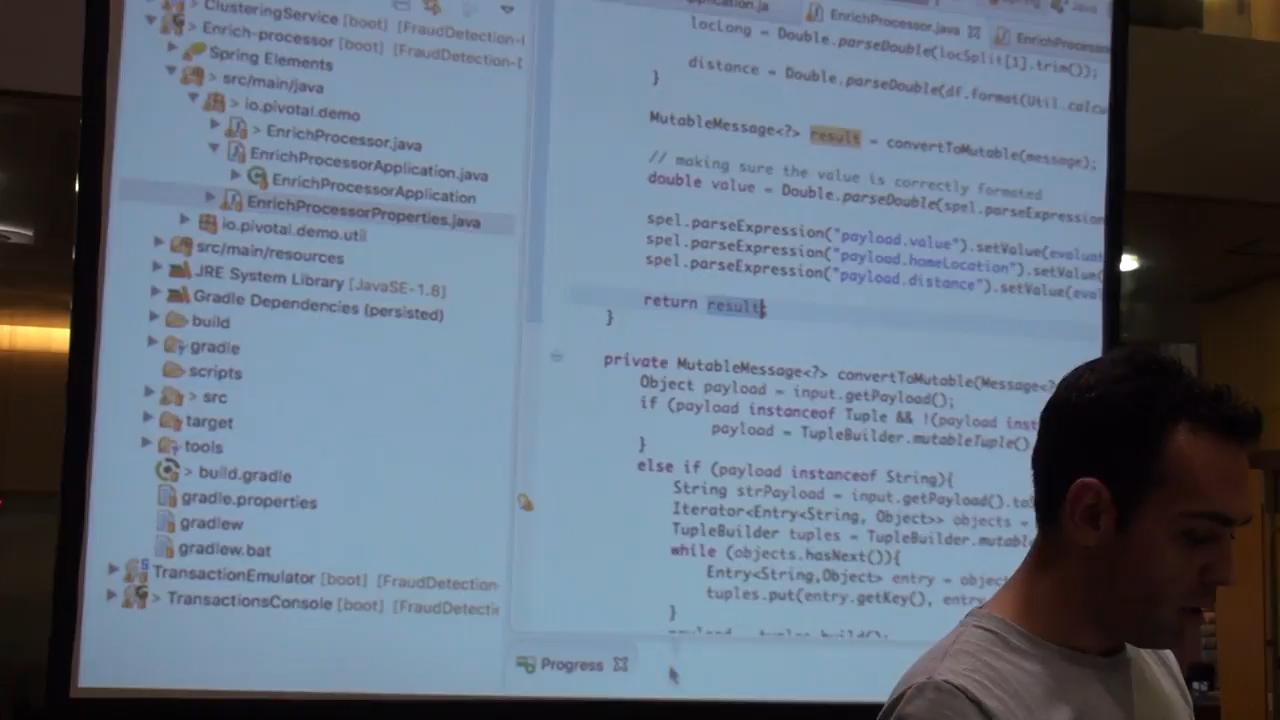 ClusteringService [boot] [FraudDetection-
Enrich-processor [boot] [FraudDetection-
Spring Elements
> src/main/java
> io.pivotal.demo
> EnrichProcessor.java
EnrichProcessorApplication.java
EnrichProcessorApplication
EnrichProcessorProperties.java
io.pivotal.demo.util
src/main/resources
JRE System Library [JavaSE-1.8]
Gradle Dependencies (persisted)
build
gradle
scripts
> src
target
tools
> build.gradle
gradle.properties
gradlew
gradlew.bat
TransactionEmulator [boot] [FraudDetection-
> TransactionsConsole [boot] [FraudDetectio
EnrichProcessor.java
EnrichProcesso
locLong = Double.parseDouble(locSplit[1].trim());
distance = Double.parseDouble(df.format(Util.calcu
}
MutableMessage<?> result = convertToMutable(message);
// making sure the value is correctly formated
double value = Double.parseDouble(spel.parseExpression
spel.parseExpression("payload.value").setValue(evaluat
spel.parseExpression("payload.homeLocation").setValue(
spel.parseExpression("payload.distance").setValue(eval
return result;
}
private MutableMessage<?> convertToMutable(Message<?
Object payload = input.getPayload();
if (payload instanceof Tuple && !(payload inst
payload = TupleBuilder.mutableTuple()
}
else if (payload instanceof String){
String strPayload = input.getPayload().to
Iterator<Entry<String, Object>> objects =
TupleBuilder tuples = TupleBuilder.mutabl
while (objects.hasNext()){
Entry<String,Object> entry = objec
tuples.put(entry.getKey(), entry
}
Progress